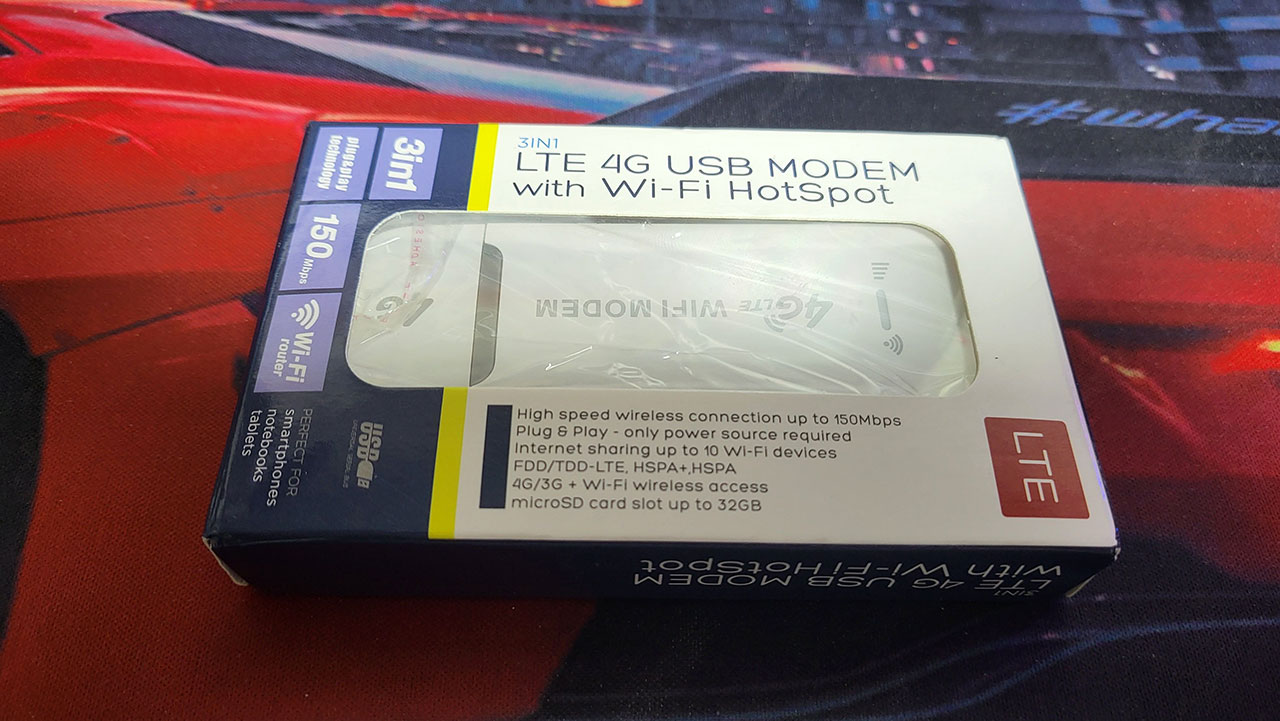 #wha
3IN1
LTE 4G USB MODEM
with Wi-Fi HotSpot
3in1
plug&play
technology
150 Mbps
Wi-Fi
router
PERFECT FOR
smartphones
notebooks
tablets
USB
4G
4G LTE WIFI MODEM
High speed wireless connection up to 150Mbps
Plug & Play - only power source required
Internet sharing up to 10 Wi-Fi devices
FDD/TDD-LTE, HSPA+,HSPA
4G/3G + Wi-Fi wireless access
microSD card slot up to 32GB
LTE
3IN1
LTE 4G USB MODEM
with Wi-Fi HotSpot